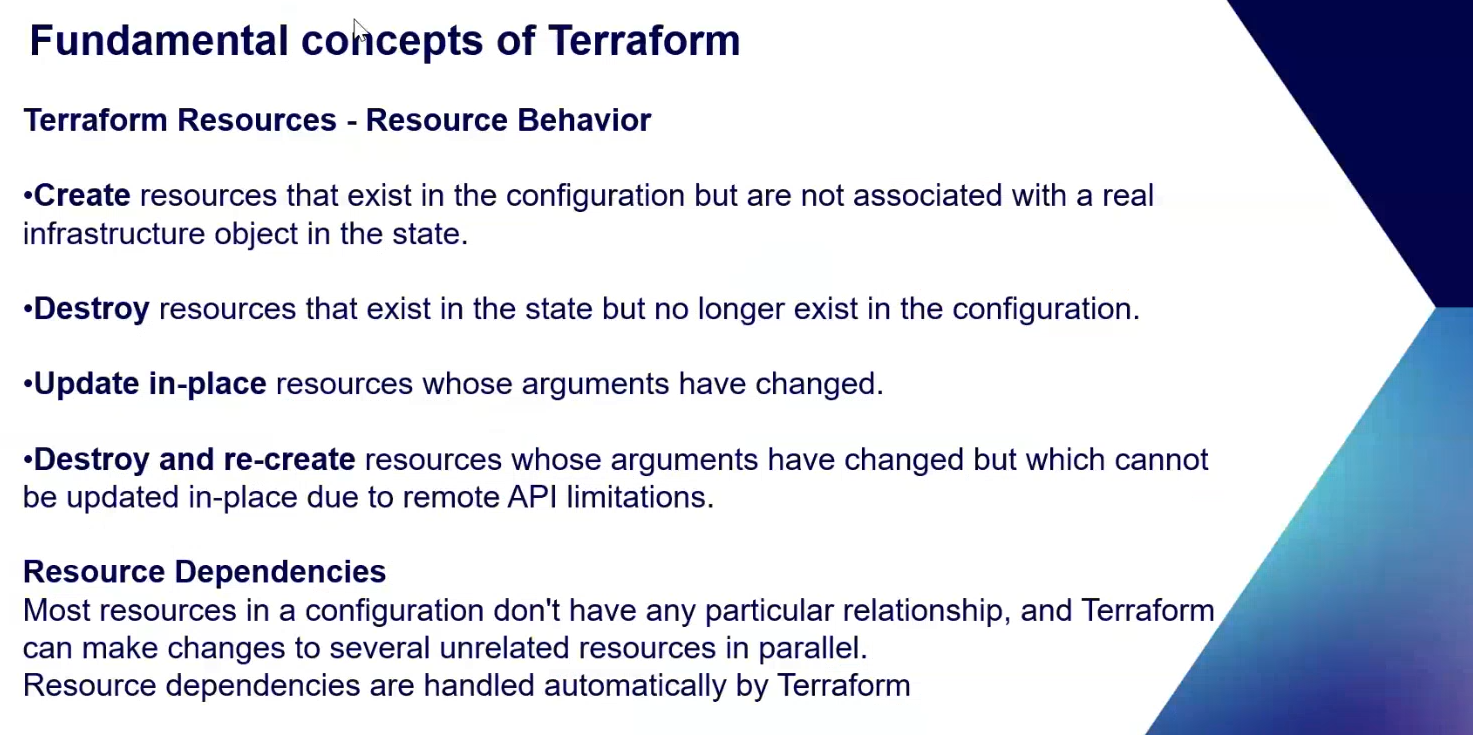 Fundamental concepts of Terraform
Terraform Resources - Resource Behavior
•Create resources that exist in the configuration but are not associated with a real
infrastructure object in the state.
•Destroy resources that exist in the state but no longer exist in the configuration.
•Update in-place resources whose arguments have changed.
•Destroy and re-create resources whose arguments have changed but which cannot
be updated in-place due to remote API limitations.
Resource Dependencies
Most resources in a configuration don't have any particular relationship, and Terraform
can make changes to several unrelated resources in parallel.
Resource dependencies are handled automatically by Terraform